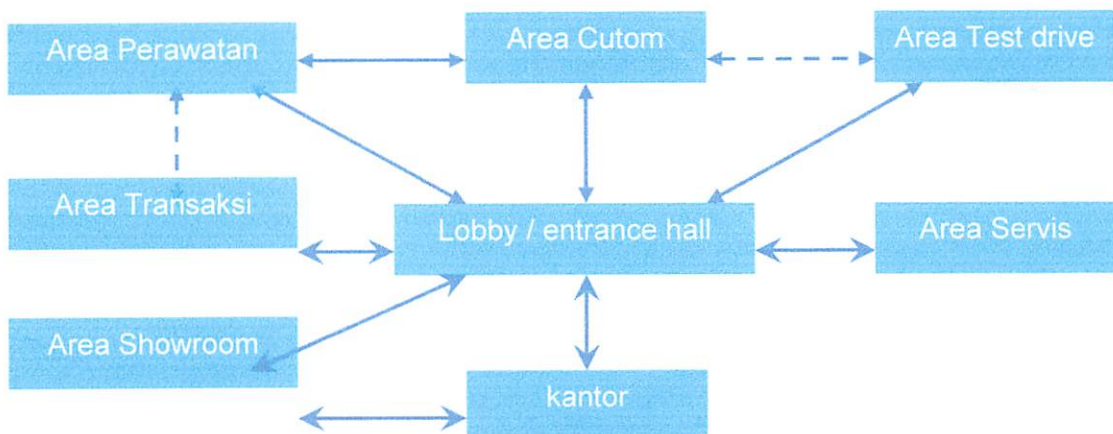 Area Perawatan
Area Cutom
Area Test drive
Area Transaksi
Lobby / entrance hall
Area Servis
Area Showroom
kantor